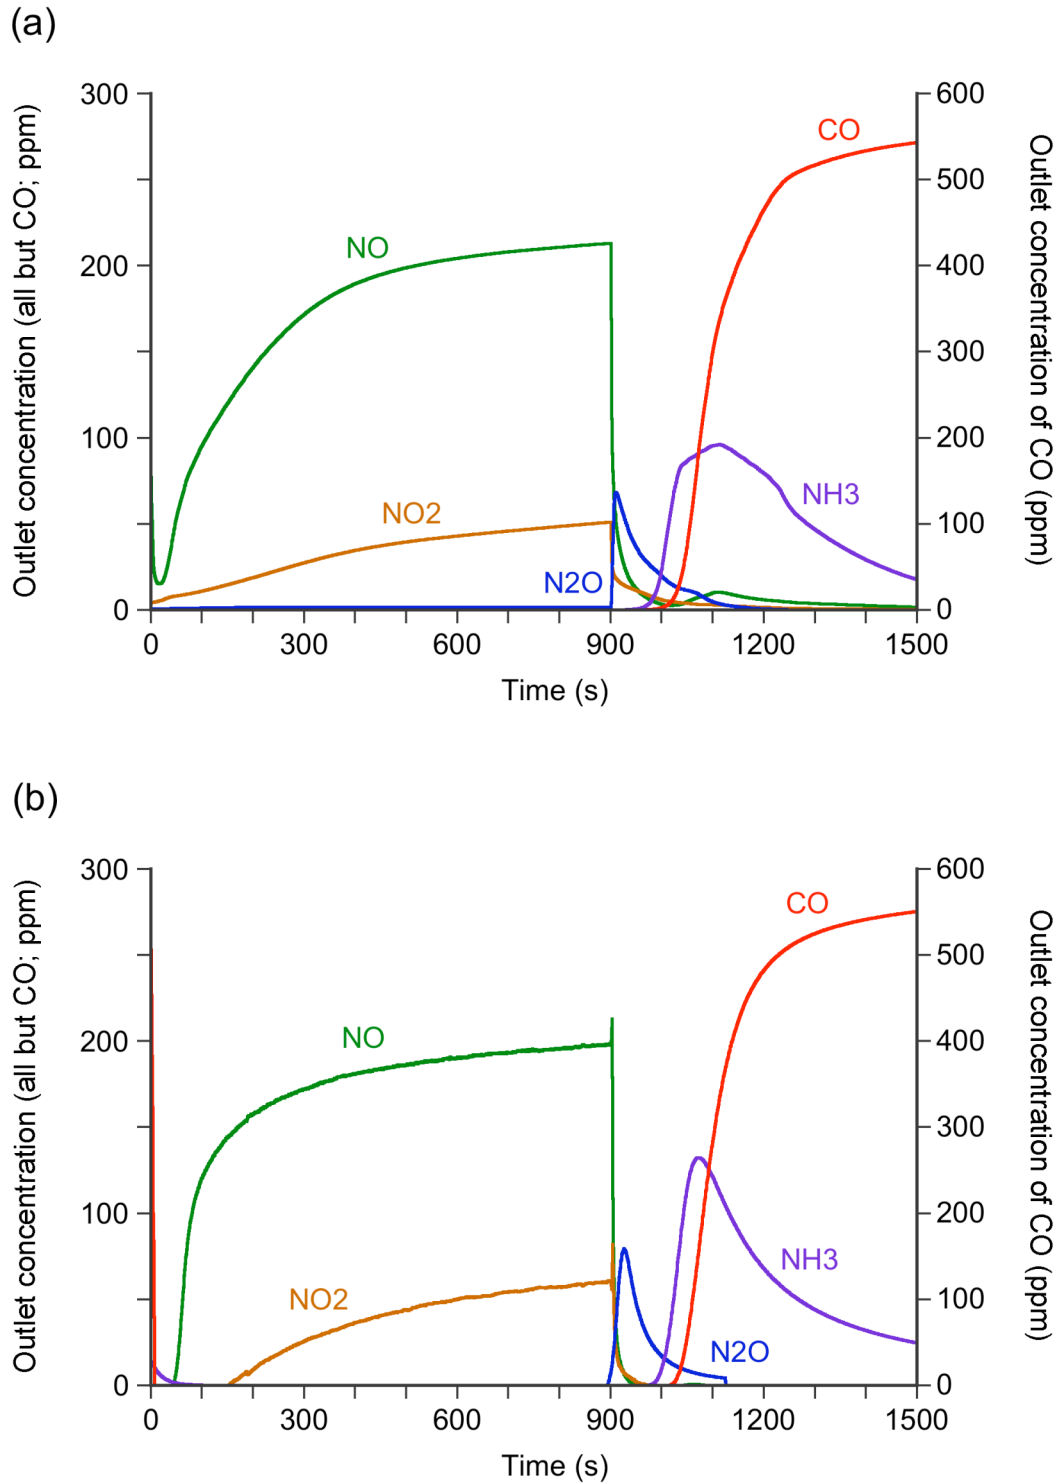 (a)
Outlet concentration (all but CO; ppm)
Outlet concentration of CO (ppm)
300
200
100
0
600
500
400
300
200
100
0
CO
NO
NH3
NO2
N2O
0 300 600 900 1200 1500
Time (s)
(b)
Outlet concentration (all but CO; ppm)
Outlet concentration of CO (ppm)
300
200
100
0
600
500
400
300
200
100
0
CO
NO
NH3
NO2
N2O
0 300 600 900 1200 1500
Time (s)